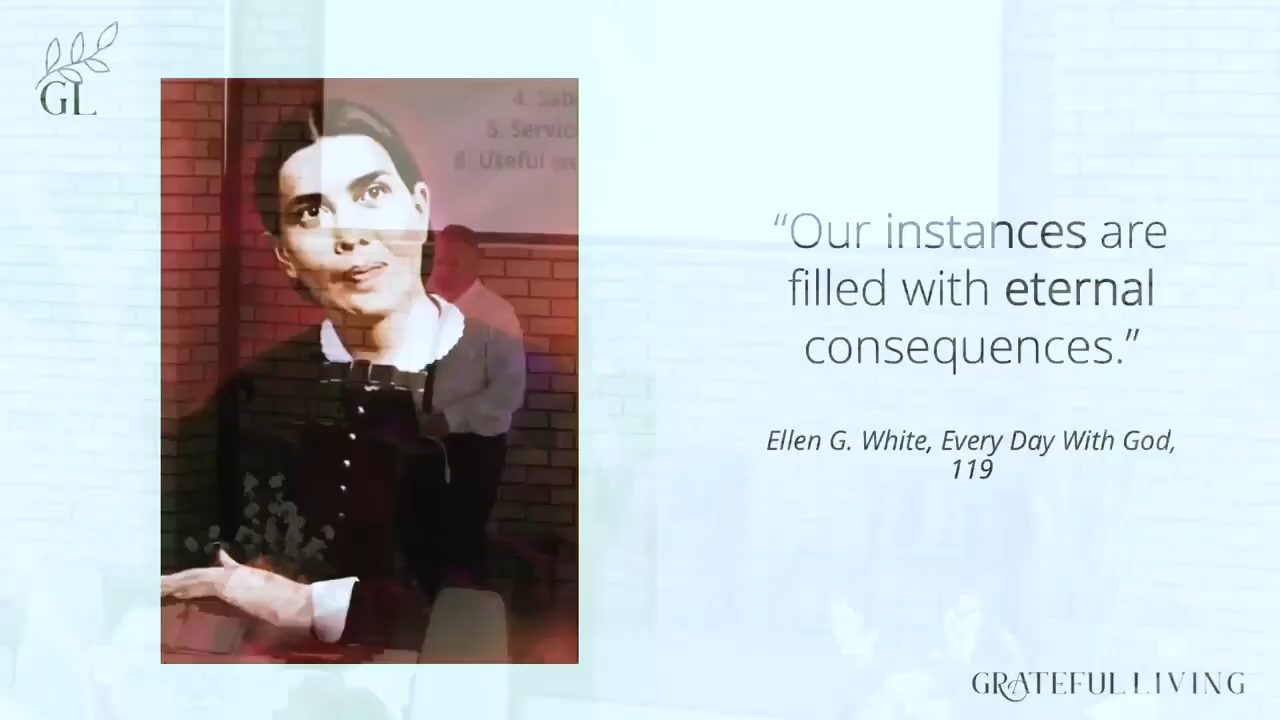 GL
4. Sab
5. Servic
6. Useful wo
“Our instances are
filled with eternal
consequences.”
Ellen G. White, Every Day With God,
119
GRATEFUL LIVING